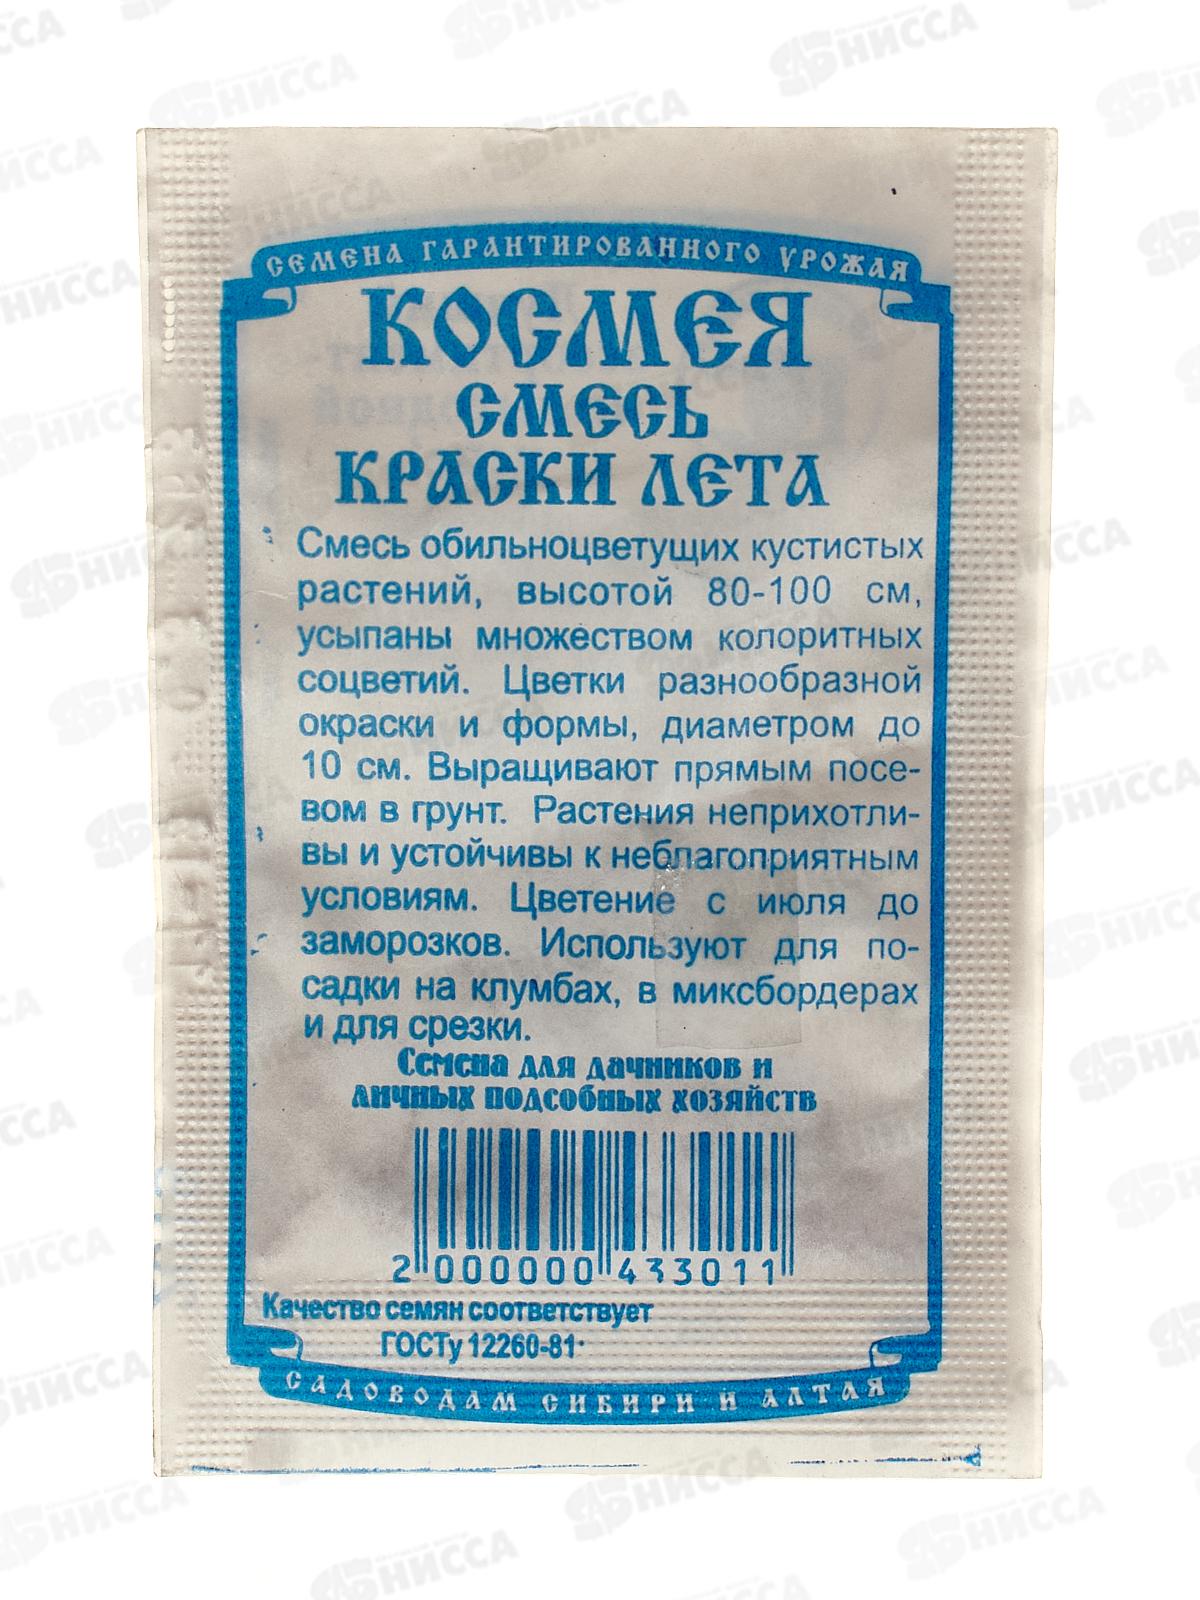 СЕМЕНА ГАРАНТИРОВАННОГО УРОЖАЯ
КОСМЕЯ
СМЕСЬ
КРАСКИ ЛЕТА
Смесь обильноцветущих кустистых
растений, высотой 80-100 см,
усыпаны множеством колоритных
соцветий. Цветки разнообразной
окраски и формы, диаметром до
10 см. Выращивают прямым посе-
вом в грунт. Растения неприхотли-
вы и устойчивы к неблагоприятным
условиям. Цветение с июля до
заморозков. Используют для по-
садки на клумбах, в миксбордерах
и для срезки.
Семена для дачников и
личных подсобных хозяйств
2 000000 433011
Качество семян соответствует
ГОСТу 12260-81
САДОВОДАМ СИБИРИ И АЛТАЯ